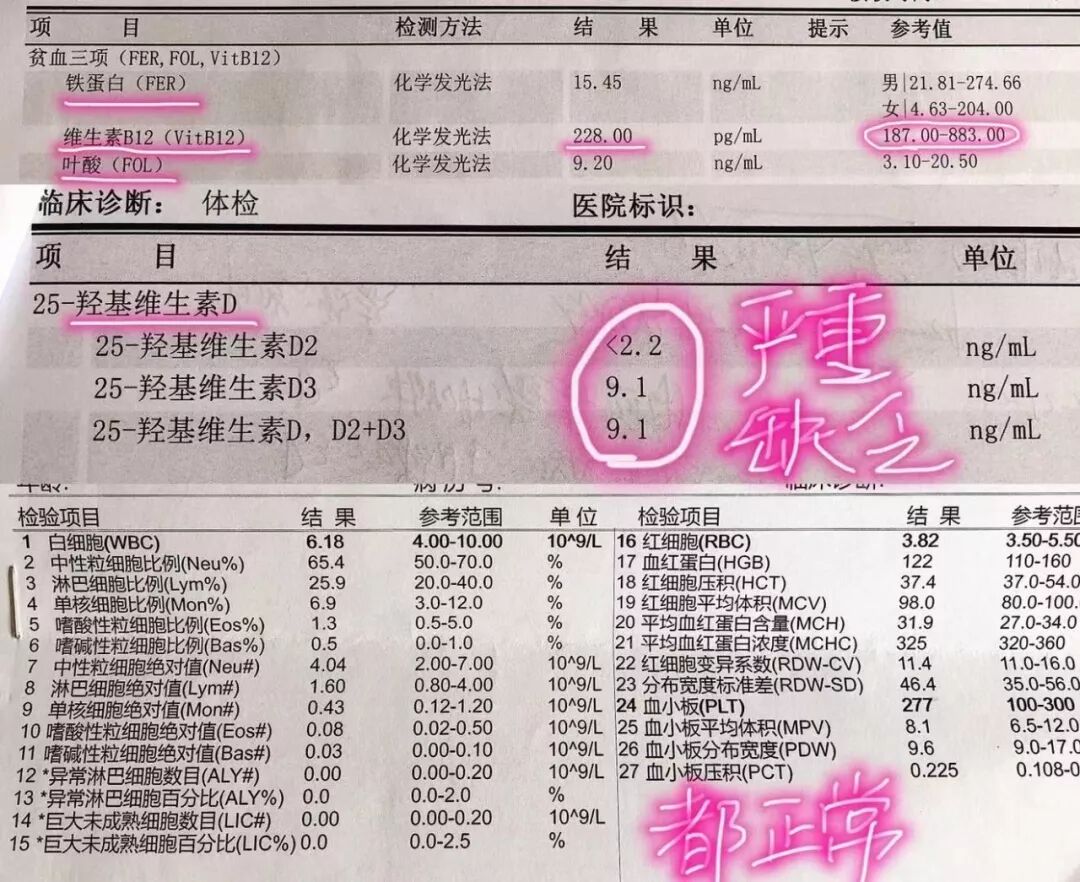 项 目 检测方法 结 果 单位 提示 参考值
贫血三项（FER,FOL,VitB12）
铁蛋白（FER） 化学发光法 15.45 ng/mL 男|21.81-274.66
女|4.63-204.00
维生素B12（VitB12） 化学发光法 228.00 pg/mL 187.00-883.00
叶酸（FOL） 化学发光法 9.20 ng/mL 3.10-20.50
临床诊断： 体检 医院标识：
项 目 结 果 单位
25-羟基维生素D
25-羟基维生素D2 <2.2 ng/mL
25-羟基维生素D3 9.1 ng/mL
25-羟基维生素D，D2+D3 9.1 ng/mL
严重
缺乏
检验项目 结 果 参考范围 单 位 检验项目 结 果 参考范
1 白细胞(WBC) 6.18 4.00-10.00 10^9/L 16 红细胞(RBC) 3.82 3.50-5.50
2 中性粒细胞比例(Neu%) 65.4 50.0-70.0 % 17 血红蛋白(HGB) 122 110-160
3 淋巴细胞比例(Lym%) 25.9 20.0-40.0 % 18 红细胞压积(HCT) 37.4 37.0-54.0
4 单核细胞比例(Mon%) 6.9 3.0-12.0 % 19 红细胞平均体积(MCV) 98.0 80.0-100.
5 嗜酸性粒细胞比例(Eos%) 1.3 0.5-5.0 % 20 平均血红蛋白含量(MCH) 31.9 27.0-34.0
6 嗜碱性粒细胞比例(Bas%) 0.5 0.0-1.0 % 21 平均血红蛋白浓度(MCHC) 325 320-360
7 中性粒细胞绝对值(Neu#) 4.04 2.00-7.00 10^9/L 22 红细胞变异系数(RDW-CV) 11.4 11.0-16.0
8 淋巴细胞绝对值(Lym#) 1.60 0.80-4.00 10^9/L 23 分布宽度标准差(RDW-SD) 46.4 35.0-56.0
9 单核细胞绝对值(Mon#) 0.43 0.12-1.20 10^9/L 24 血小板(PLT) 277 100-300
10 嗜酸性粒细胞绝对值(Eos#) 0.08 0.02-0.50 10^9/L 25 血小板平均体积(MPV) 8.1 6.5-12.0
11 嗜碱性粒细胞绝对值(Bas#) 0.03 0.00-0.10 10^9/L 26 血小板分布宽度(PDW) 9.6 9.0-17.0
12 *异常淋巴细胞数目(ALY#) 0.00 0.00-0.20 10^9/L 27 血小板压积(PCT) 0.225 0.108-0
13 *异常淋巴细胞百分比(ALY%) 0.0 0.0-2.0 %
14 *巨大未成熟细胞数目(LIC#) 0.00 0.00-0.20 10^9/L
15 *巨大未成熟细胞百分比(LIC%) 0.0 0.0-2.5 %
都正常